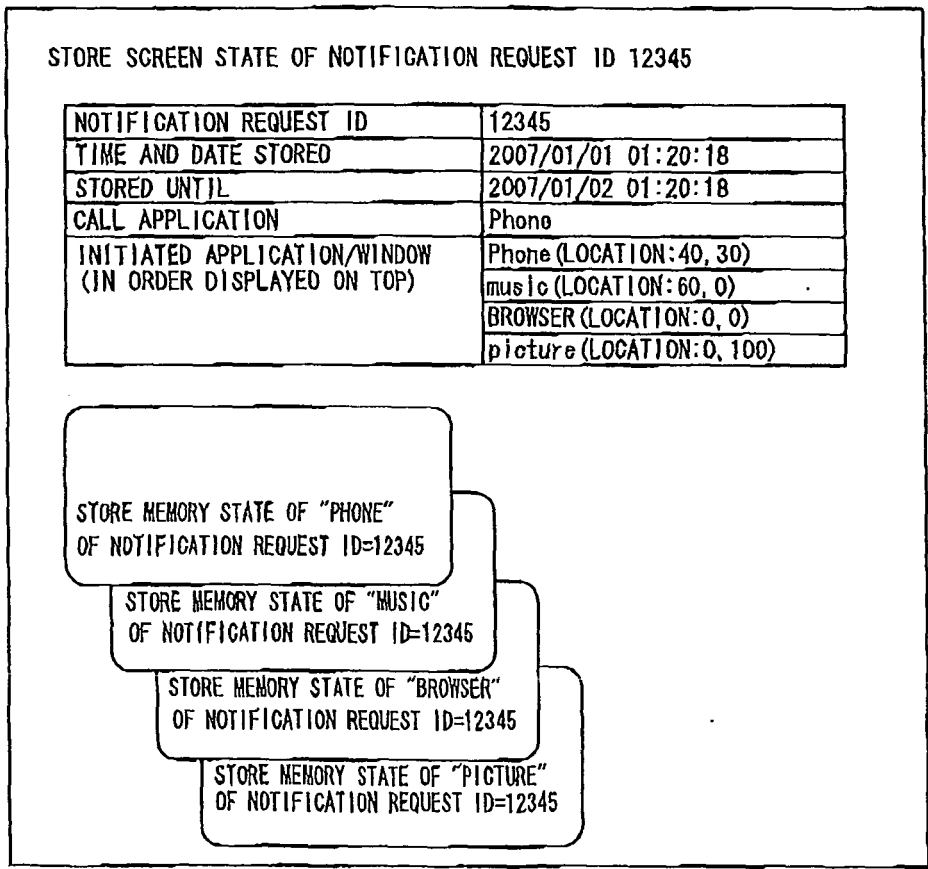 STORE SCREEN STATE OF NOTIFICATION REQUEST ID 12345
NOTIFICATION REQUEST ID 12345
TIME AND DATE STORED 2007/01/01 01:20:18
STORED UNTIL 2007/01/02 01:20:18
CALL APPLICATION Phone
INITIATED APPLICATION/WINDOW Phone(LOCATION:40,30)
(IN ORDER DISPLAYED ON TOP) music(LOCATION:60,0)
BROWSER(LOCATION:0,0)
picture(LOCATION:0,100)
STORE MEMORY STATE OF "PHONE"
OF NOTIFICATION REQUEST ID=12345
STORE MEMORY STATE OF "MUSIC"
OF NOTIFICATION REQUEST ID=12345
STORE MEMORY STATE OF "BROWSER"
OF NOTIFICATION REQUEST ID=12345
STORE MEMORY STATE OF "PICTURE"
OF NOTIFICATION REQUEST ID=12345